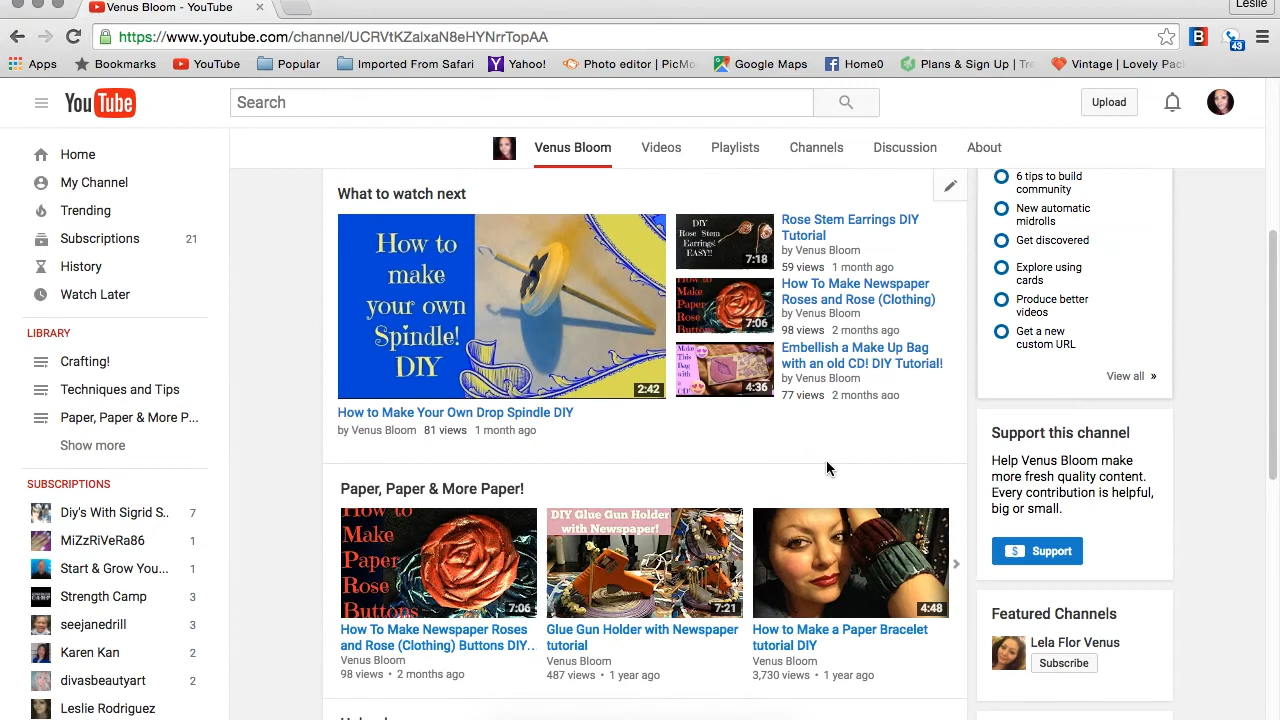 Venus Bloom - YouTube
Leslie
https://www.youtube.com/channel/UCRVtKZalxaN8eHYNrrTopAA
43
Apps Bookmarks YouTube Popular Imported From Safari Yahoo! Photo editor | PicMo Google Maps Home0 Plans & Sign Up | Tre Vintage | Lovely Pac
YouTube
Search
Upload
Home
My Channel
Trending
Subscriptions 21
History
Watch Later
LIBRARY
Crafting!
Techniques and Tips
Paper, Paper & More P...
Show more
SUBSCRIPTIONS
Diy's With Sigrid S.. 7
MiZzRiVeRa86 1
Start & Grow You... 1
Strength Camp 3
seejanedrill 3
Karen Kan 2
divasbeautyart 2
Leslie Rodriguez
Venus Bloom Videos Playlists Channels Discussion About
What to watch next
How to
make
your own
Spindle!
DIY
2:42
How to Make Your Own Drop Spindle DIY
by Venus Bloom 81 views 1 month ago
DIY
Rose Stem
Earrings!
EASY!!
7:18
Rose Stem Earrings DIY
Tutorial
by Venus Bloom
59 views 1 month ago
How to
Make
Paper
Rose
Buttons
7:06
How To Make Newspaper
Roses and Rose (Clothing)
by Venus Bloom
98 views 2 months ago
Make
This
Bag
with
a
CD!
4:36
Embellish a Make Up Bag
with an old CD! DIY Tutorial!
by Venus Bloom
77 views 2 months ago
Paper, Paper & More Paper!
How to
Make
Paper
Rose
Buttons
7:06
How To Make Newspaper Roses
and Rose (Clothing) Buttons DIY...
Venus Bloom
98 views • 2 months ago
DIY Glue Gun Holder
with Newspaper!
7:21
Glue Gun Holder with Newspaper
tutorial
Venus Bloom
487 views • 1 year ago
4:48
How to Make a Paper Bracelet
tutorial DIY
Venus Bloom
3,730 views • 1 year ago
6 tips to build
community
New automatic
midrolls
Get discovered
Explore using
cards
Produce better
videos
Get a new
custom URL
View all »
Support this channel
Help Venus Bloom make
more fresh quality content.
Every contribution is helpful,
big or small.
$ Support
Featured Channels
Lela Flor Venus
Subscribe